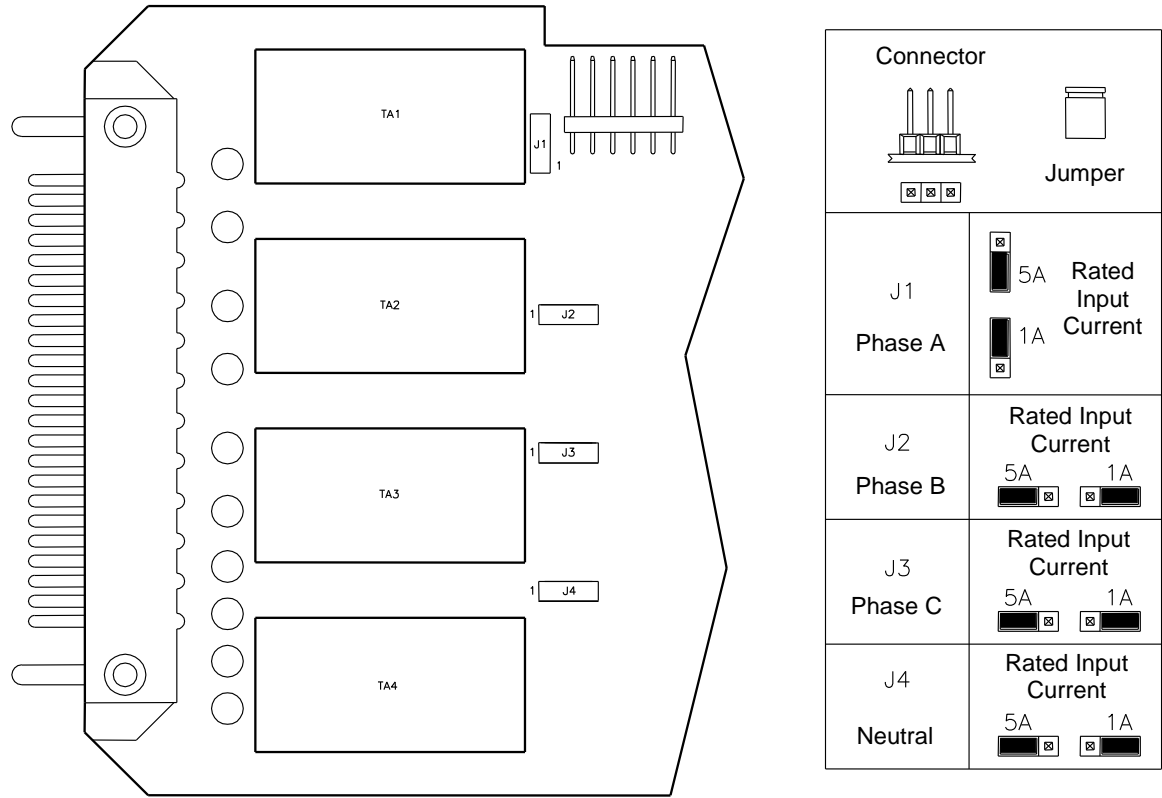 TA1
J1
1
TA2
1 J2
TA3
1 J3
1 J4
TA4
Connector
Jumper
J1
Phase A
5A
1A
Rated
Input
Current
J2
Phase B
Rated Input
Current
5A 1A
J3
Phase C
Rated Input
Current
5A 1A
J4
Neutral
Rated Input
Current
5A 1A